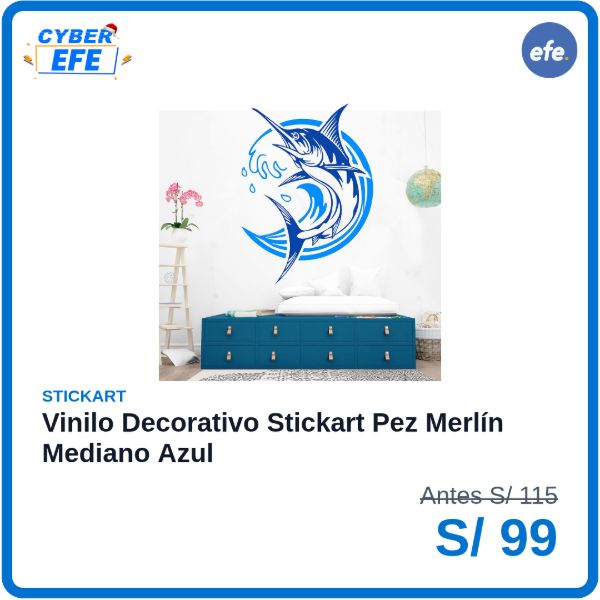 CYBER
EFE
efe.
STICKART
Vinilo Decorativo Stickart Pez Merlín
Mediano Azul
Antes S/ 115
S/ 99